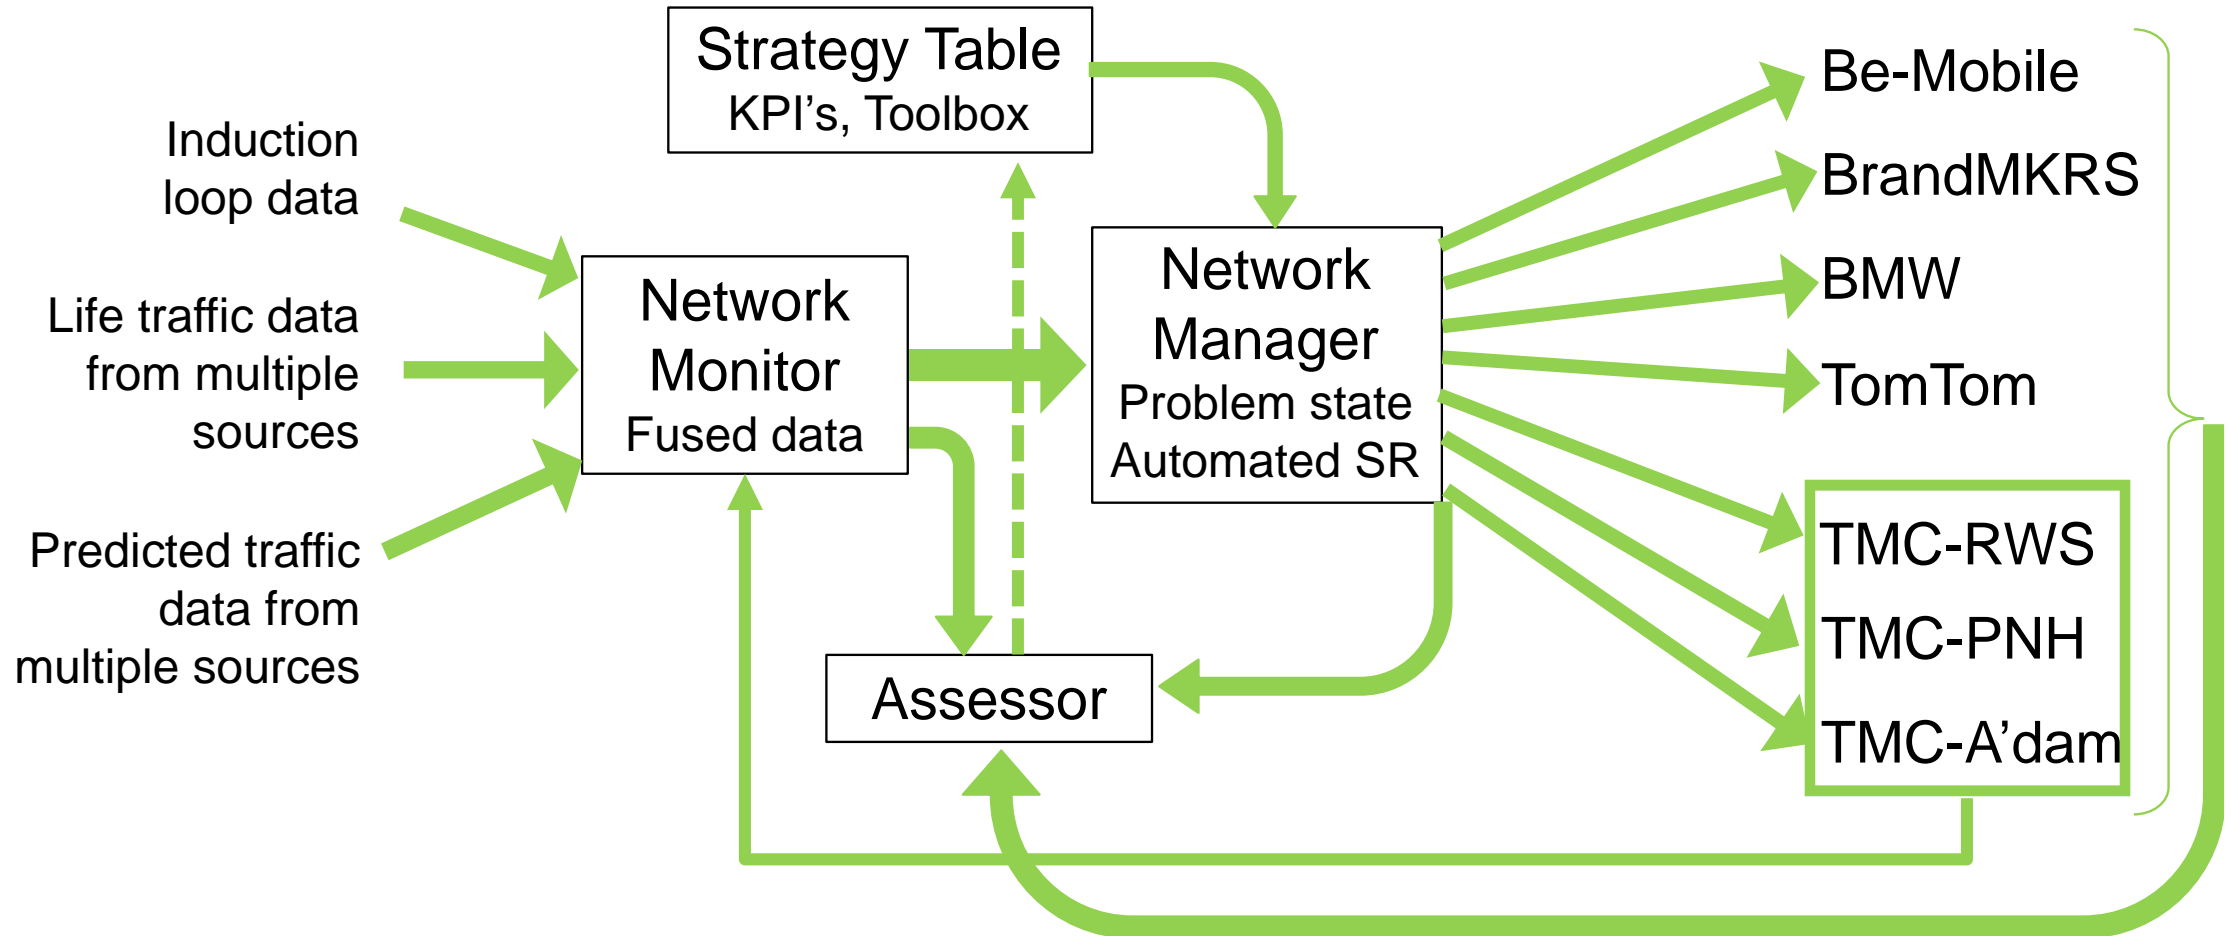 Strategy Table
KPI's, Toolbox
Induction
loop data
Life traffic data
from multiple
sources
Predicted traffic
data from
multiple sources
Network
Monitor
Fused data
Network
Manager
Problem state
Automated SR
Assessor
Be-Mobile
BrandMKRS
BMW
TomTom
TMC-RWS
TMC-PNH
TMC-A’dam